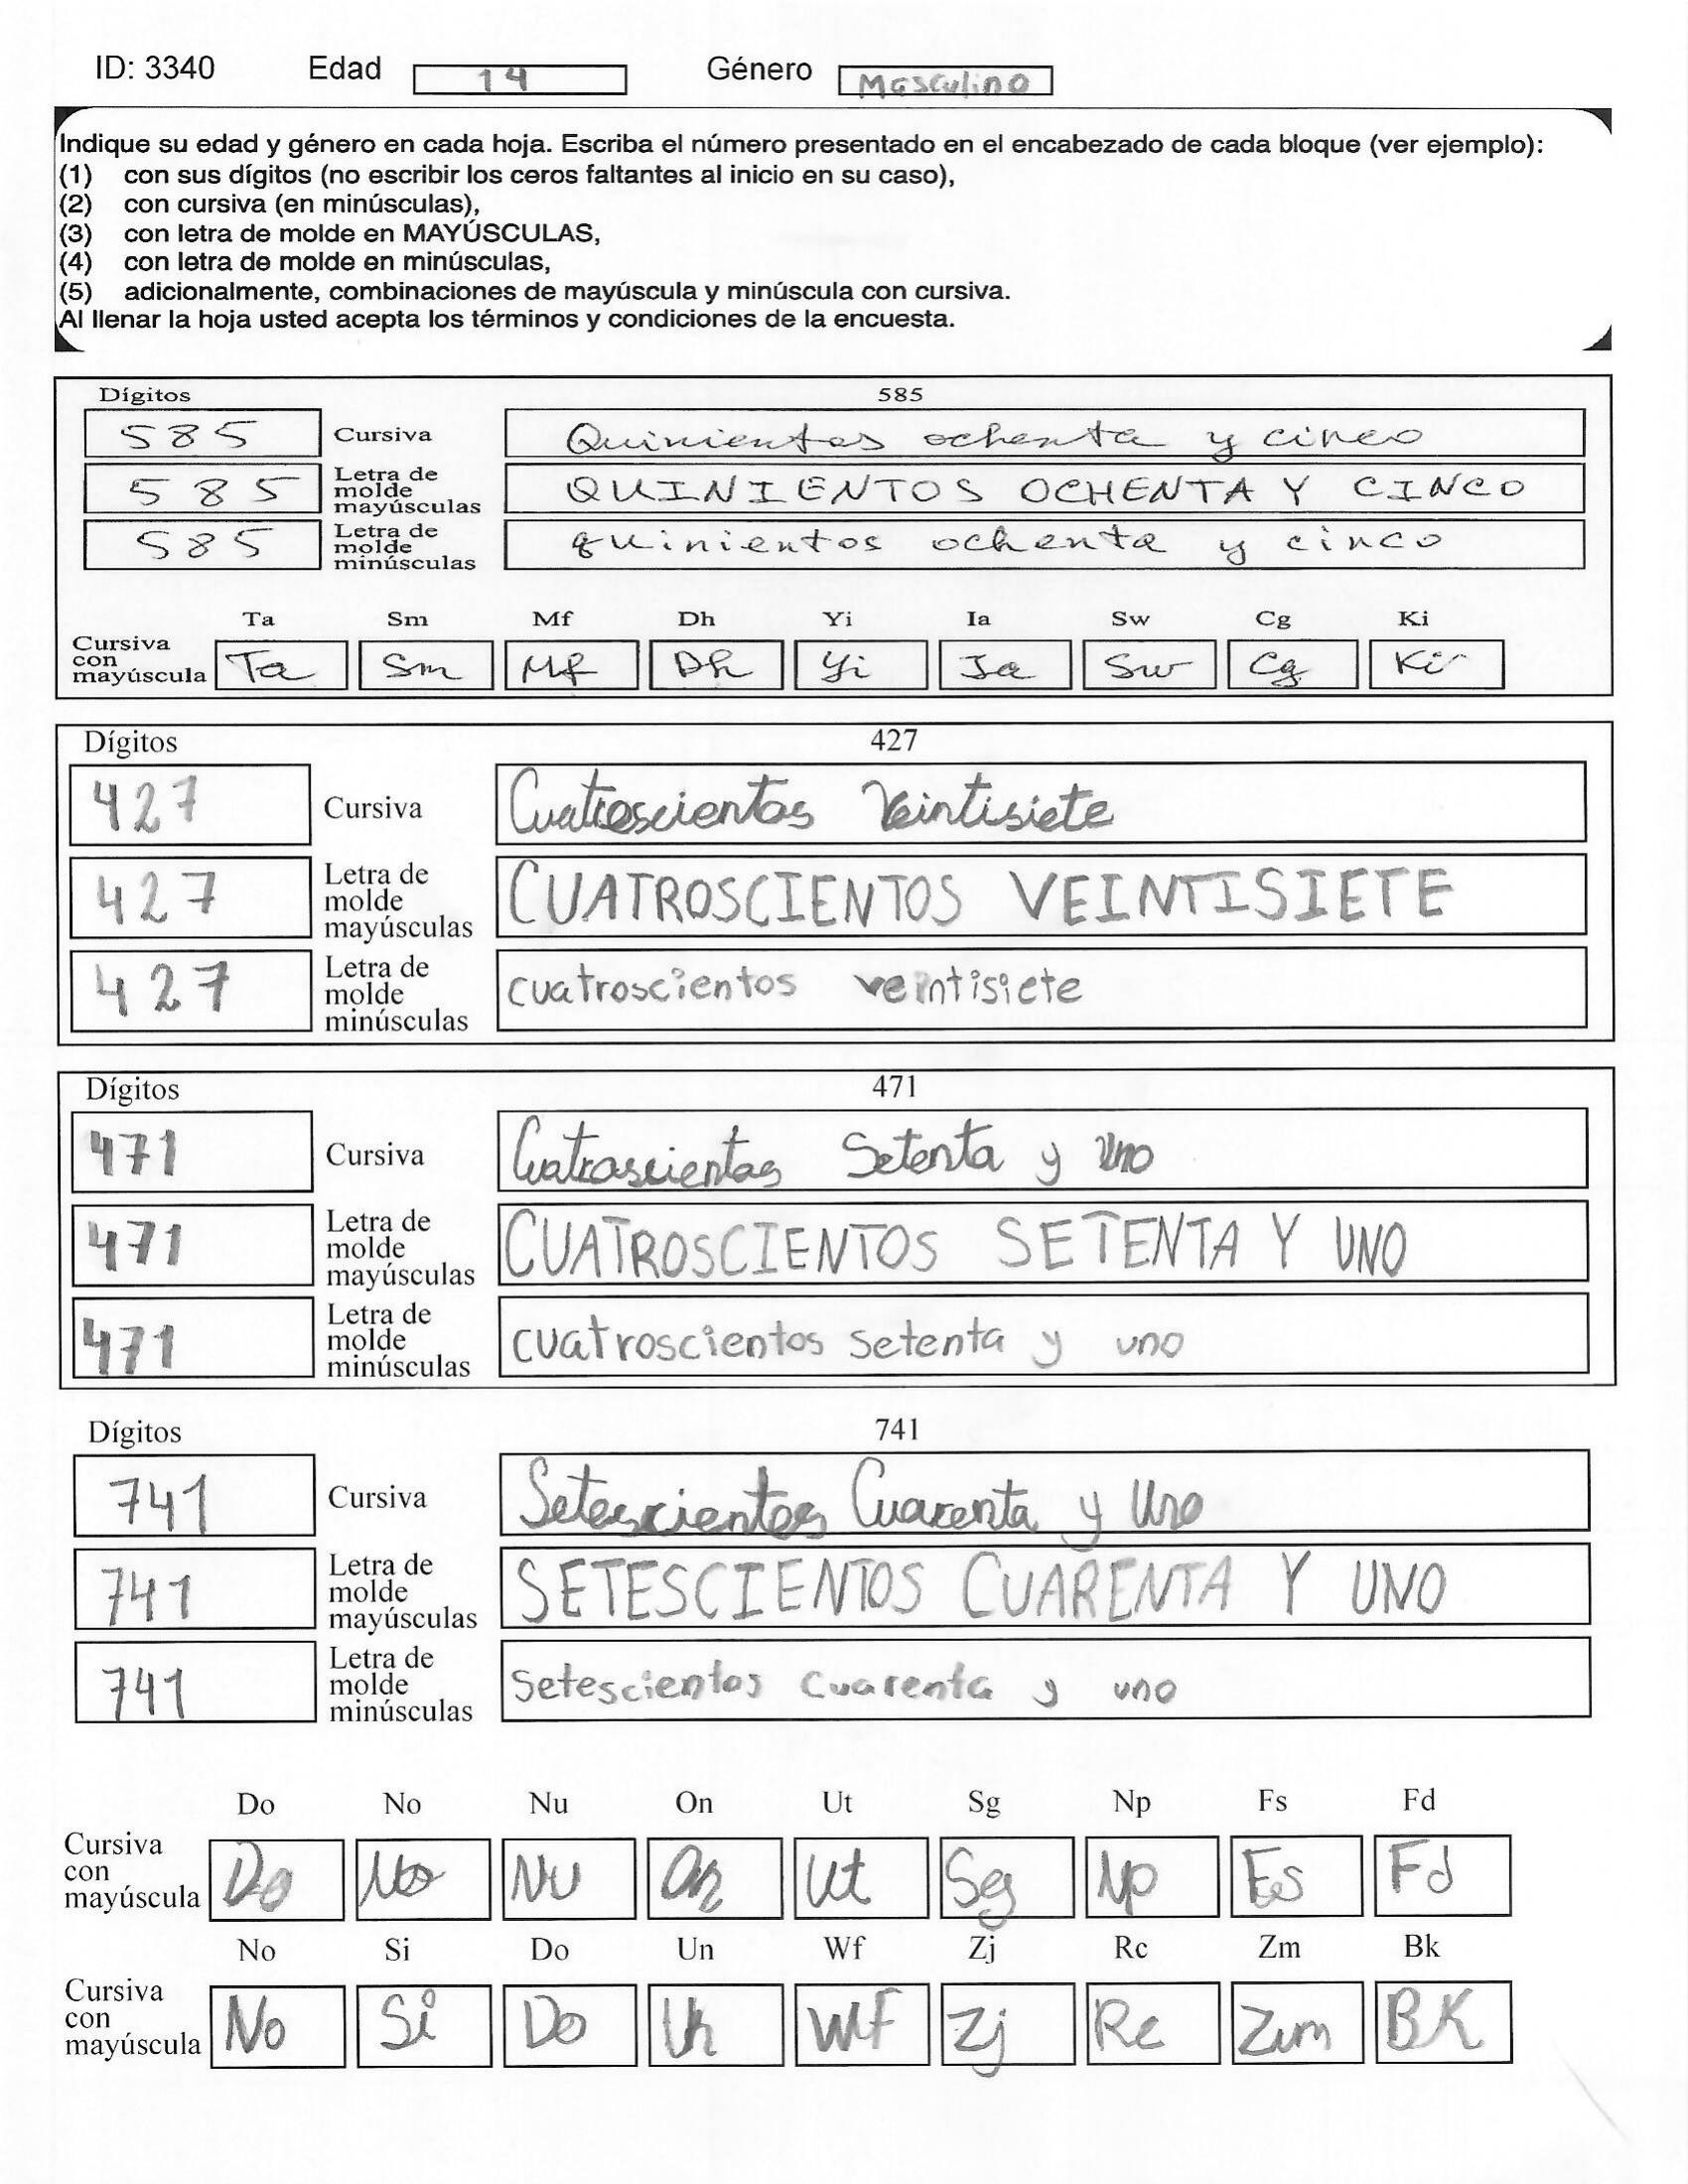 ID: 3340 Edad 14 Género Masculino
Indique su edad y género en cada hoja. Escriba el número presentado en el encabezado de cada bloque (ver ejemplo):
(1) con sus dígitos (no escribir los ceros faltantes al inicio en su caso),
(2) con cursiva (en minúsculas),
(3) con letra de molde en MAYÚSCULAS,
(4) con letra de molde en minúsculas,
(5) adicionalmente, combinaciones de mayúscula y minúscula con cursiva.
Al llenar la hoja usted acepta los términos y condiciones de la encuesta.
Dígitos 585
585 Cursiva Quinientos ochenta y cinco
585 Letra de molde mayúsculas QUINIENTOS OCHENTA Y CINCO
585 Letra de molde minúsculas quinientos ochenta y cinco
Ta Sm Mf Dh Yi Ia Sw Cg Ki
Cursiva con mayúscula Ta Sm Mf Dh Yi Ia Sw Cg Ki
Dígitos 427
427 Cursiva Cuatroscientos Veintisiete
427 Letra de molde mayúsculas CUATROSCIENTOS VEINTISIETE
427 Letra de molde minúsculas cuatroscientos veintisiete
Dígitos 471
471 Cursiva Cuatroscientos Setenta y Uno
471 Letra de molde mayúsculas CUATROSCIENTOS SETENTA Y UNO
471 Letra de molde minúsculas cuatroscientos setenta y uno
Dígitos 741
741 Cursiva Setescientos Cuarenta y Uno
741 Letra de molde mayúsculas SETESCIENTOS CUARENTA Y UNO
741 Letra de molde minúsculas Setescientos cuarenta y uno
Do No Nu On Ut Sg Np Fs Fd
Cursiva con mayúscula Do No Nu On Ut Sg Np Fs Fd
No Si Do Un Wf Zj Rc Zm Bk
Cursiva con mayúscula No Si Do Un Wf Zj Rc Zm BK